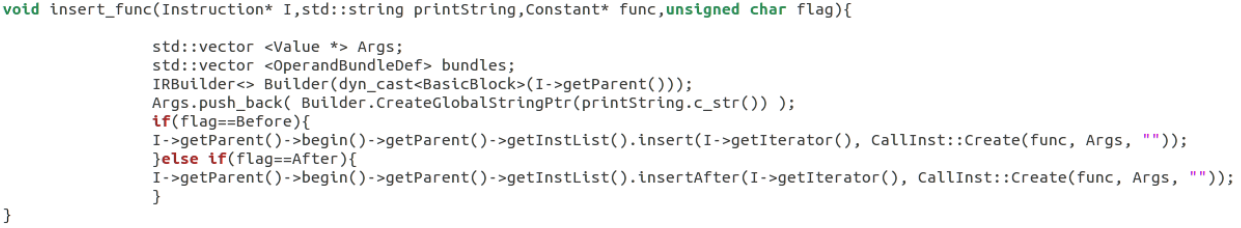 void insert_func(Instruction* I,std::string printString,Constant* func,unsigned char flag){
std::vector <Value *> Args;
std::vector <OperandBundleDef> bundles;
IRBuilder<> Builder(dyn_cast<BasicBlock>(I->getParent()));
Args.push_back( Builder.CreateGlobalStringPtr(printString.c_str()) );
if(flag==Before){
I->getParent()->begin()->getParent()->getInstList().insert(I->getIterator(), CallInst::Create(func, Args, ""));
}else if(flag==After){
I->getParent()->begin()->getParent()->getInstList().insertAfter(I->getIterator(), CallInst::Create(func, Args, ""));
}
}